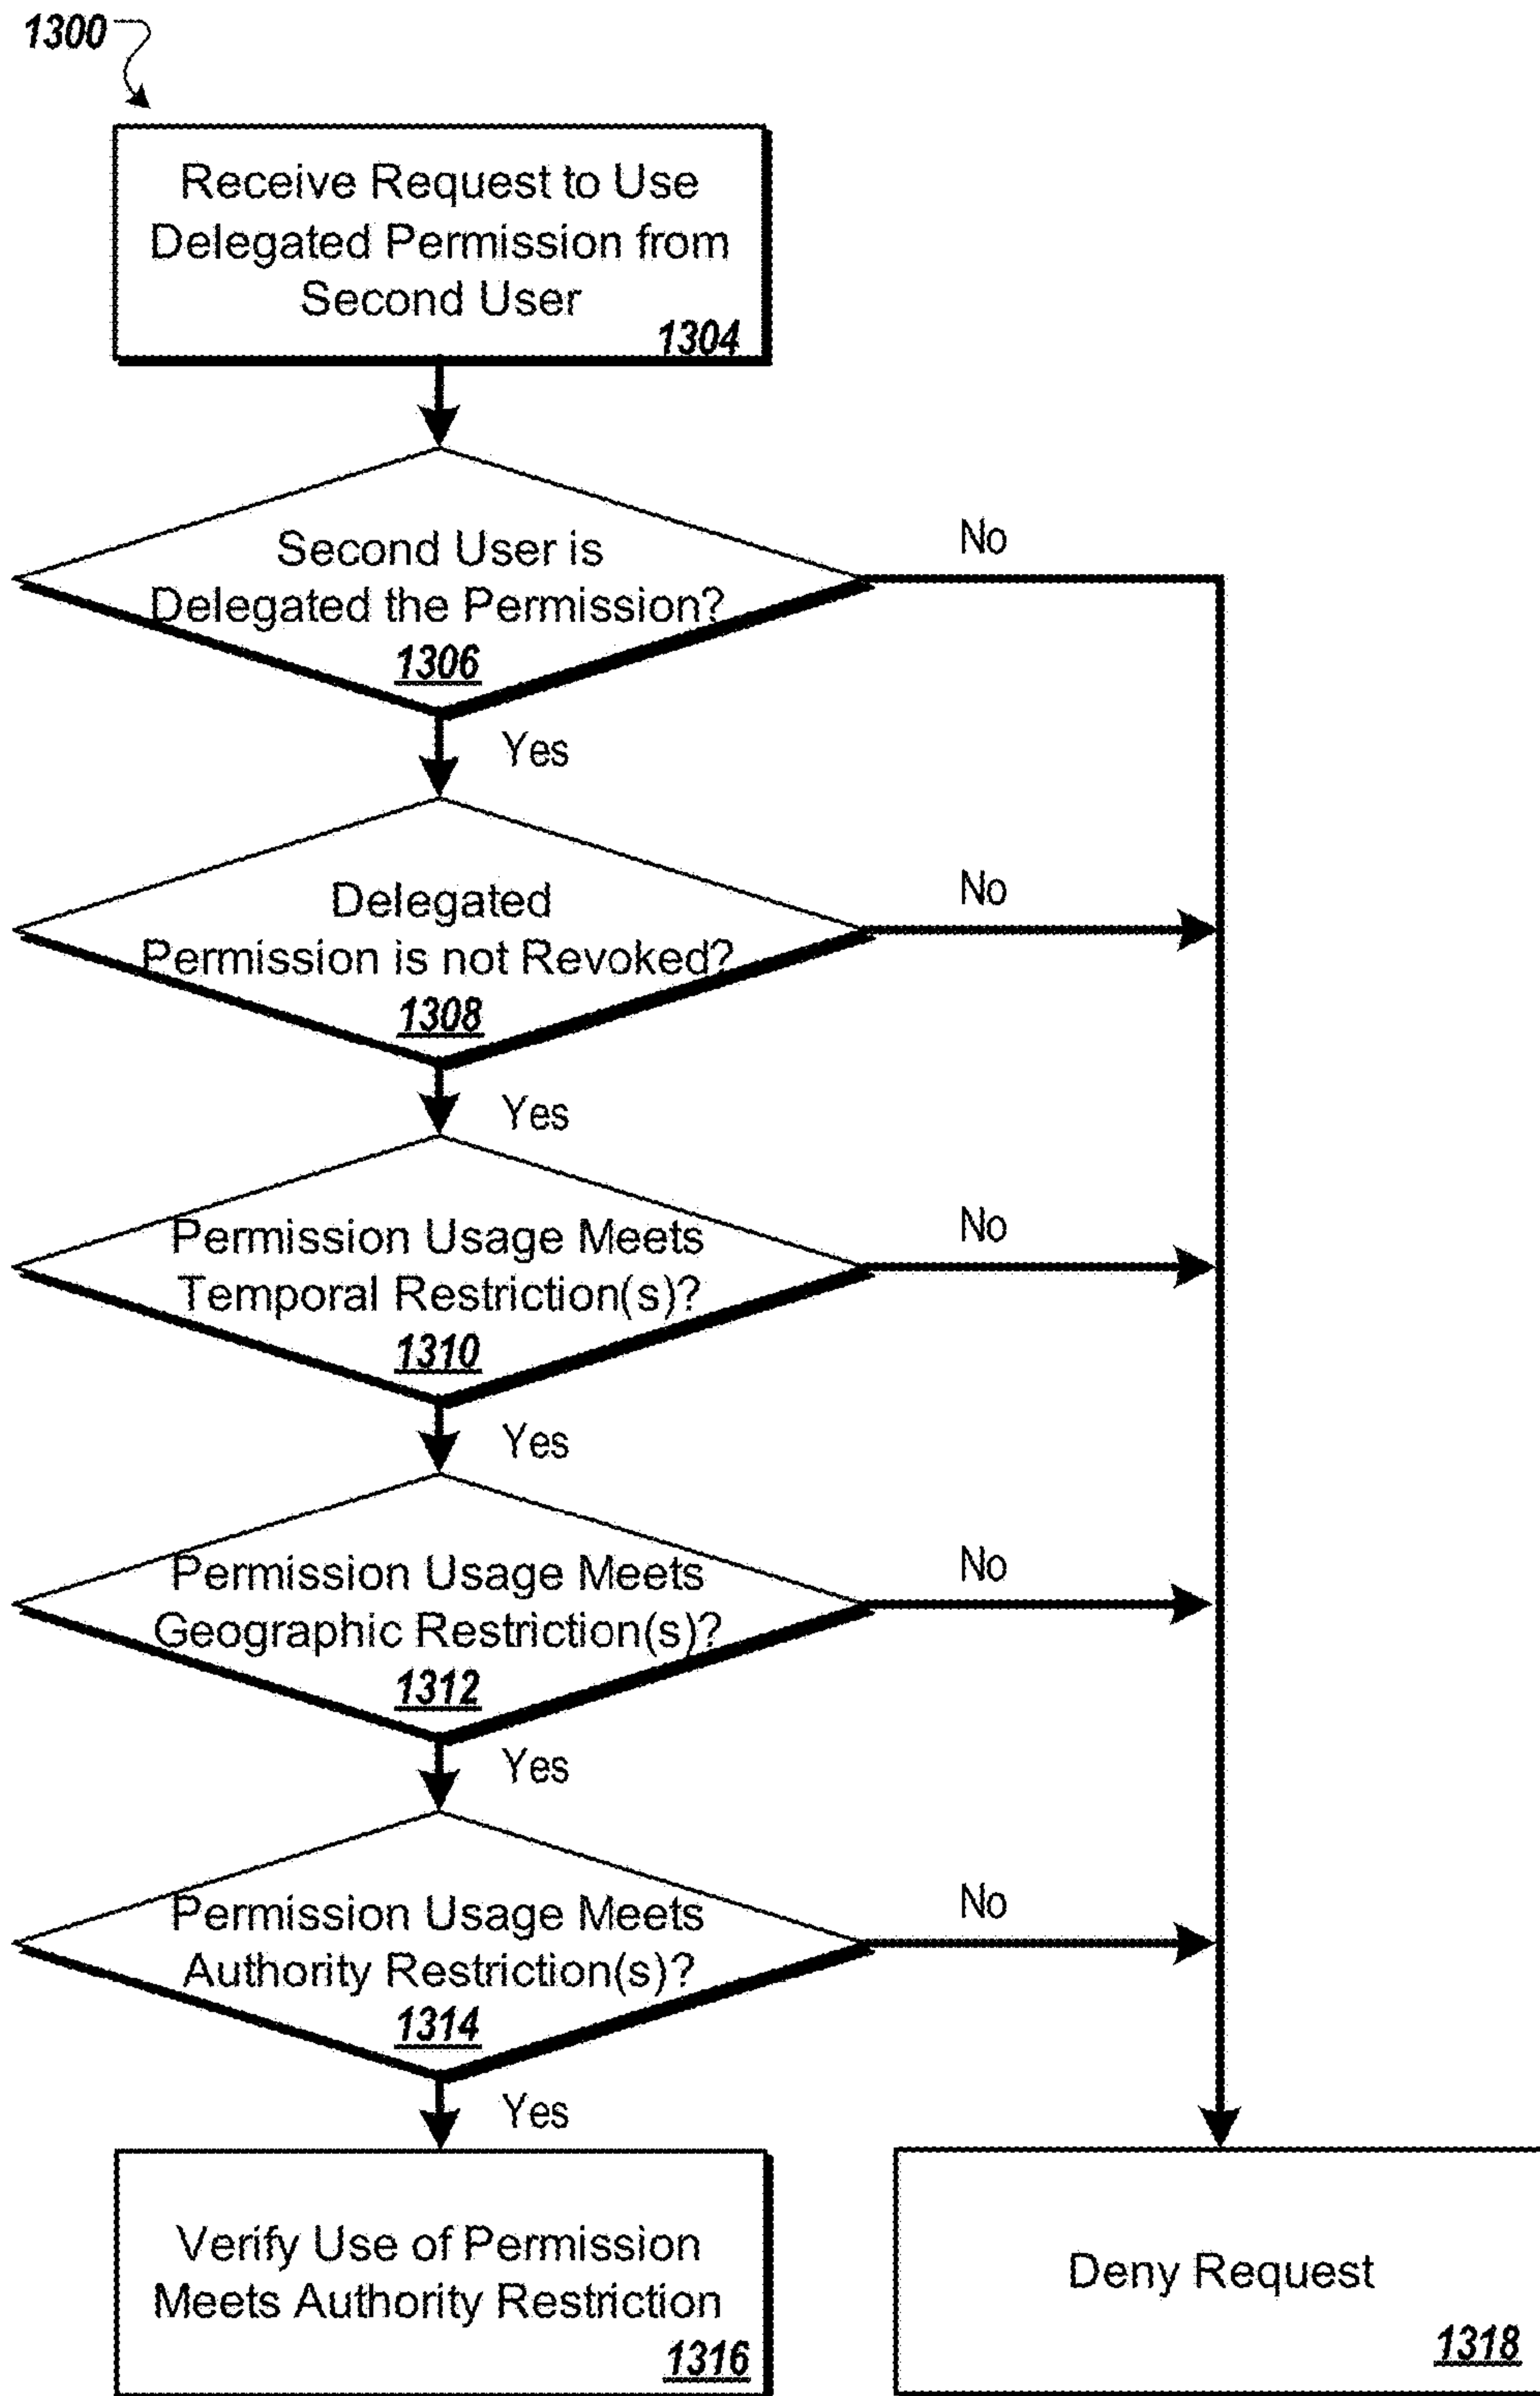 1300
Receive Request to Use
Delegated Permission from
Second User
1304
Second User is
Delegated the Permission?
1306
No
Yes
Delegated
Permission is not Revoked?
1308
No
Yes
Permission Usage Meets
Temporal Restriction(s)?
1310
No
Yes
Permission Usage Meets
Geographic Restriction(s)?
1312
No
Yes
Permission Usage Meets
Authority Restriction(s)?
1314
No
Yes
Verify Use of Permission
Meets Authority Restriction
1316
Deny Request
1318